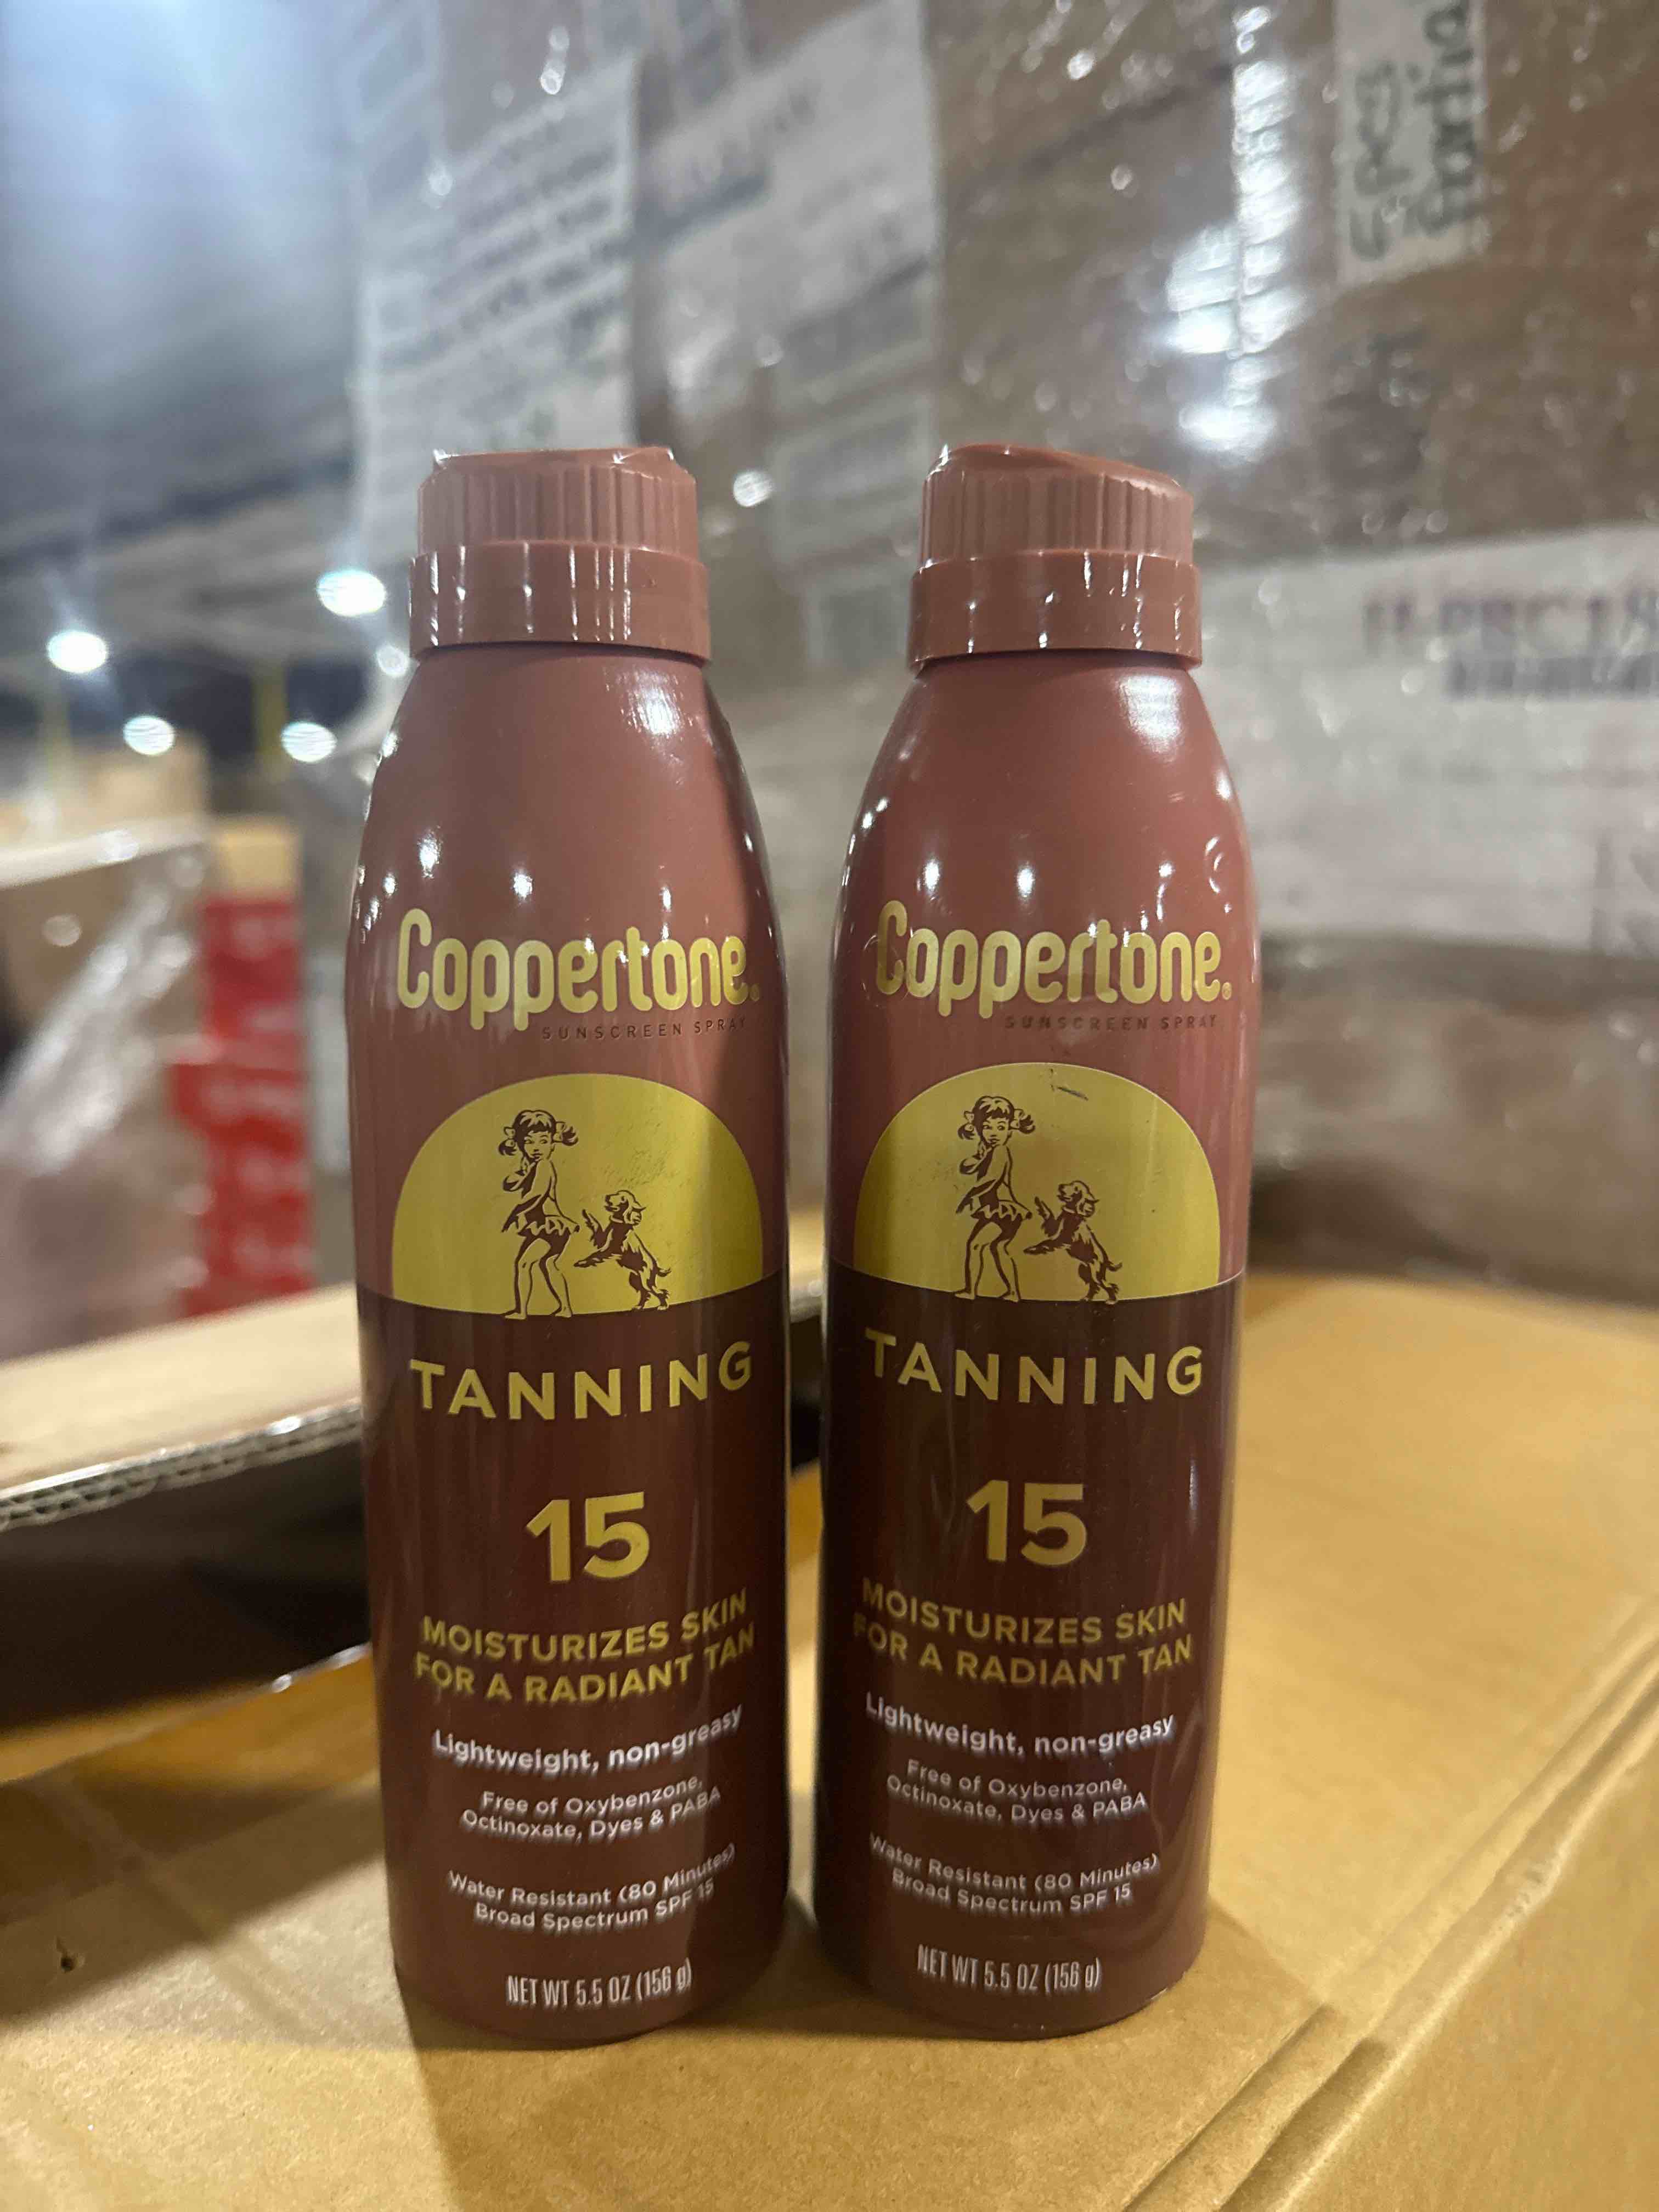 6PCS
Coppertone®
SUNSCREEN SPRAY
TANNING
15
MOISTURIZES SKIN
FOR A RADIANT TAN
Lightweight, non-greasy
Free of Oxybenzone,
Octinoxate, Dyes & PABA
Water Resistant (80 Minutes)
Broad Spectrum SPF 15
NET WT 5.5 OZ (156 g)
Coppertone®
SUNSCREEN SPRAY
TANNING
15
MOISTURIZES SKIN
FOR A RADIANT TAN
Lightweight, non-greasy
Free of Oxybenzone,
Octinoxate, Dyes & PABA
Water Resistant (80 Minutes)
Broad Spectrum SPF 15
NET WT 5.5 OZ (156 g)